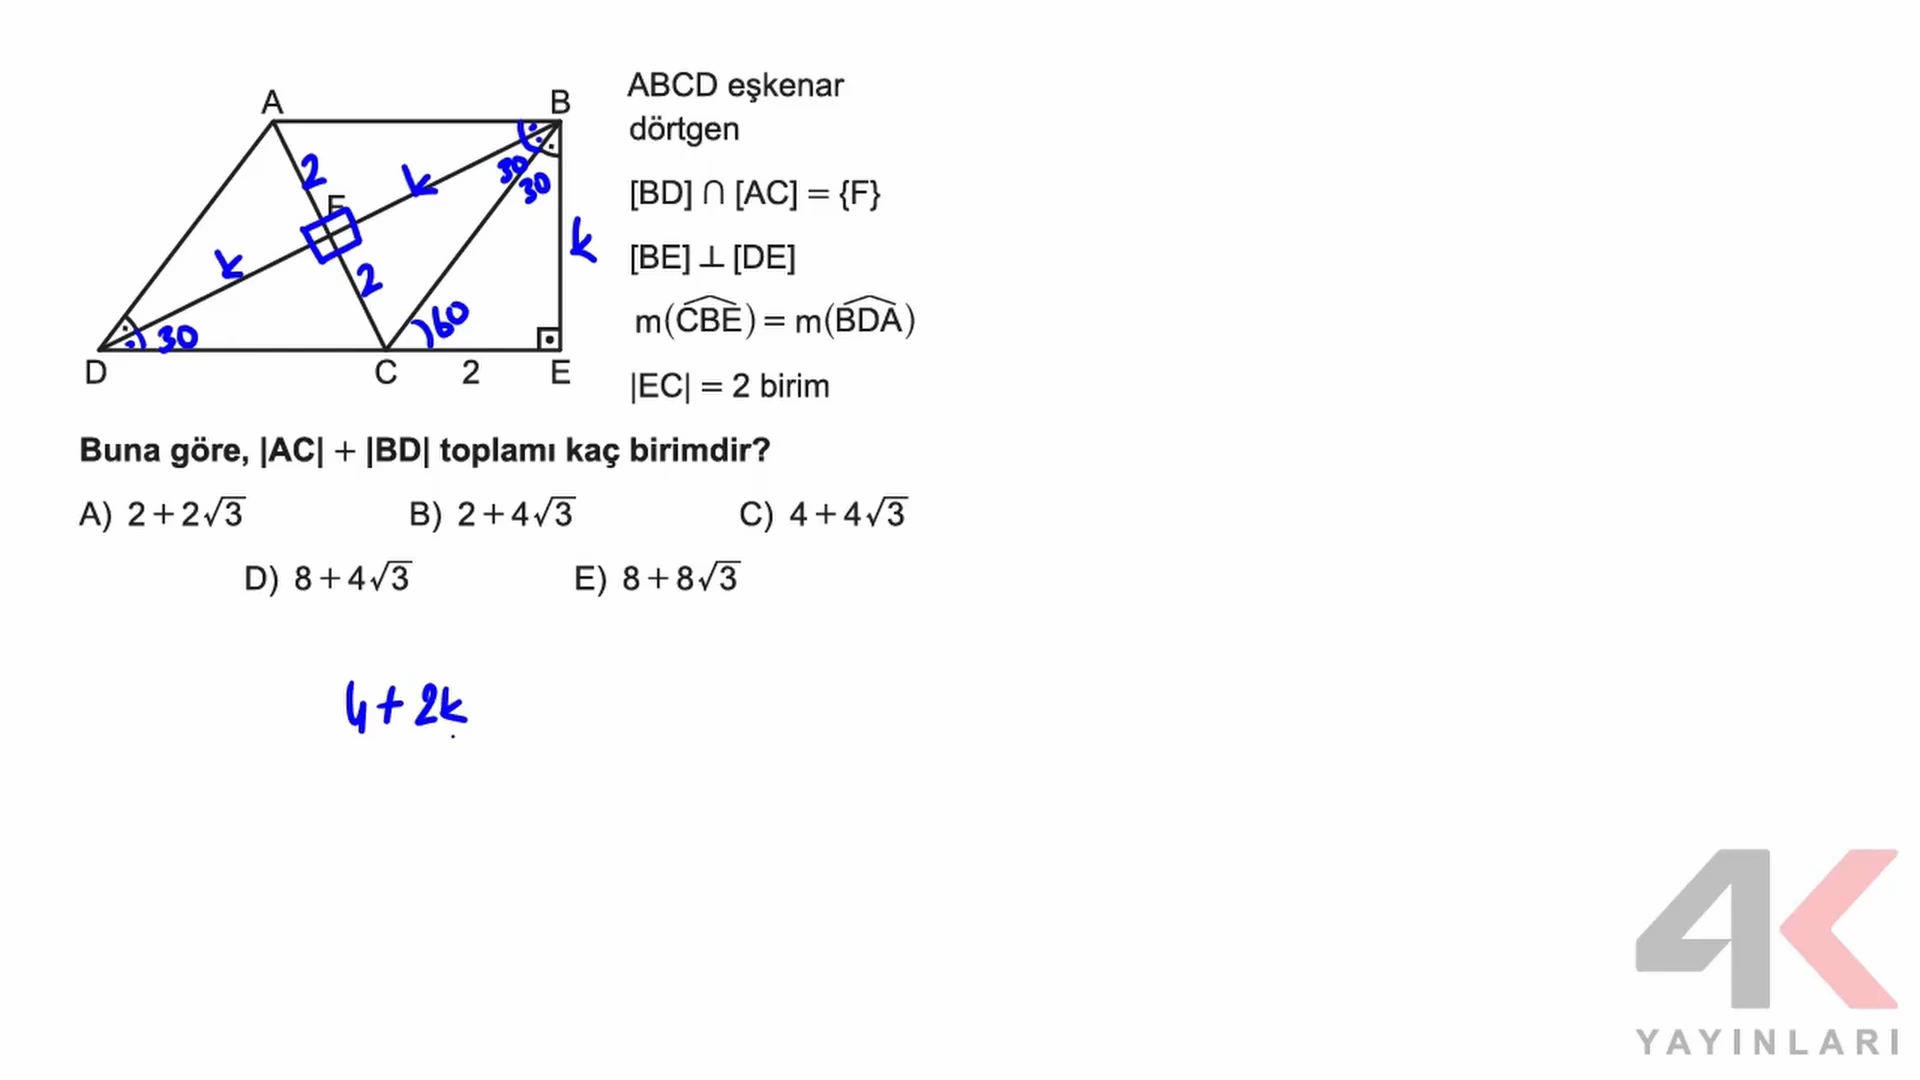 A
B
2
k
30
30
F
k
k
2
60
30
D
C
2
E
ABCD eşkenar
dörtgen
[BD] ∩ [AC] = {F}
[BE] ⊥ [DE]
m(CBE) = m(BDA)
|EC| = 2 birim
Buna göre, |AC| + |BD| toplamı kaç birimdir?
A) 2 + 2√3 B) 2 + 4√3 C) 4 + 4√3
D) 8 + 4√3 E) 8 + 8√3
4 + 2k
4K
YAYINLARI